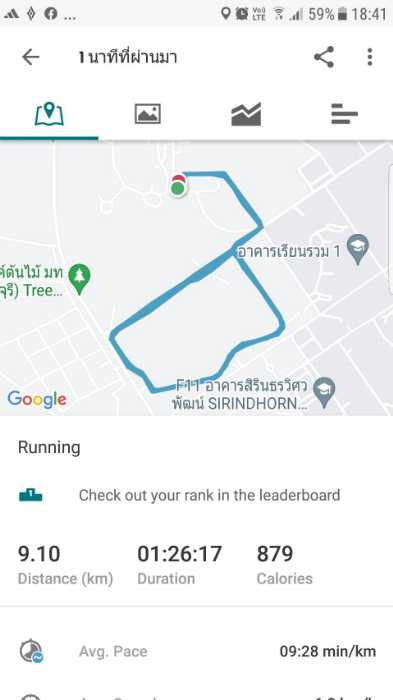 ... 59% 18:41
1 นาทีที่ผ่านมา
อาคารเรียนรวม 1
ค์ต้นไม้ มท
จุรี) Tree...
F11 อาคารสิรินธรวิศว
พัฒน์ SIRINDHORN...
Google
Running
Check out your rank in the leaderboard
9.10 01:26:17 879
Distance (km) Duration Calories
Avg. Pace 09:28 min/km